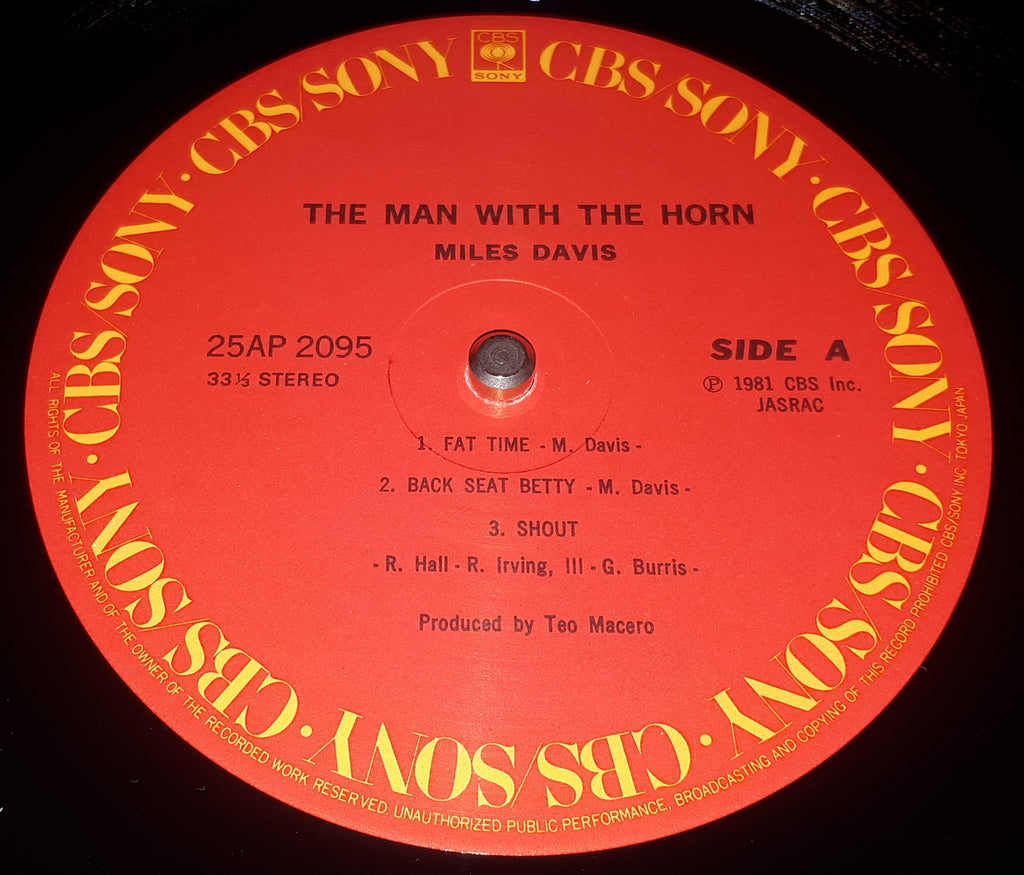 CBS
SONY
CBS/SONY · CBS/SONY · CBS/SONY · CBS/SONY · CBS/SONY · CBS/SONY · CBS/SONY · CBS/SONY
THE MAN WITH THE HORN
MILES DAVIS
25AP 2095
33⅓ STEREO
SIDE A
Ⓟ 1981 CBS Inc.
JASRAC
1. FAT TIME - M. Davis -
2. BACK SEAT BETTY - M. Davis -
3. SHOUT
- R. Hall - R. Irving, III - G. Burris -
Produced by Teo Macero
ALL RIGHTS OF THE MANUFACTURER AND OF THE OWNER OF THE RECORDED WORK RESERVED. UNAUTHORIZED PUBLIC PERFORMANCE, BROADCASTING AND COPYING OF THIS RECORD PROHIBITED CBS/SONY INC TOKYO JAPAN